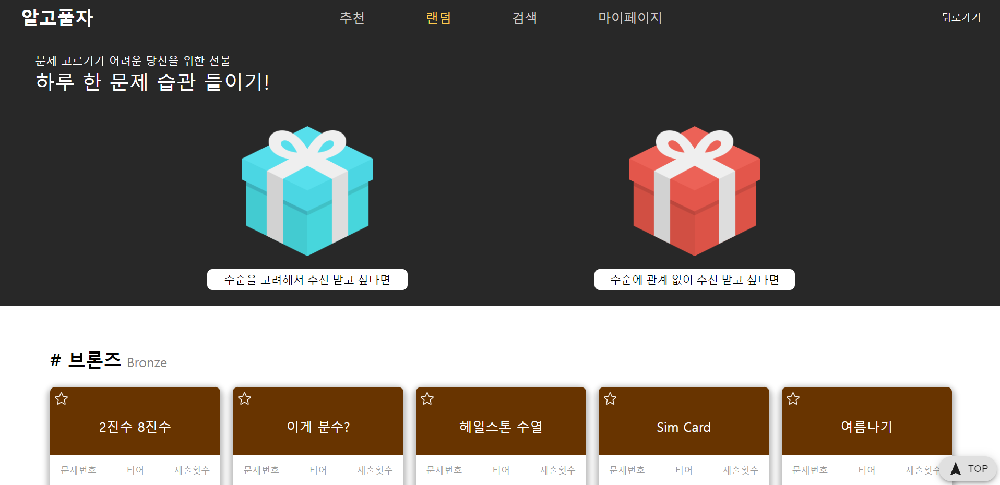 알고풀자
추천 랜덤 검색 마이페이지
뒤로가기
문제 고르기가 어려운 당신을 위한 선물
하루 한 문제 습관 들이기!
수준을 고려해서 추천 받고 싶다면
수준에 관계 없이 추천 받고 싶다면
# 브론즈 Bronze
2진수 8진수
이게 분수?
헤일스톤 수열
Sim Card
여름나기
문제번호 티어 제출횟수
문제번호 티어 제출횟수
문제번호 티어 제출횟수
문제번호 티어 제출횟수
문제번호 티어 제출횟수
TOP